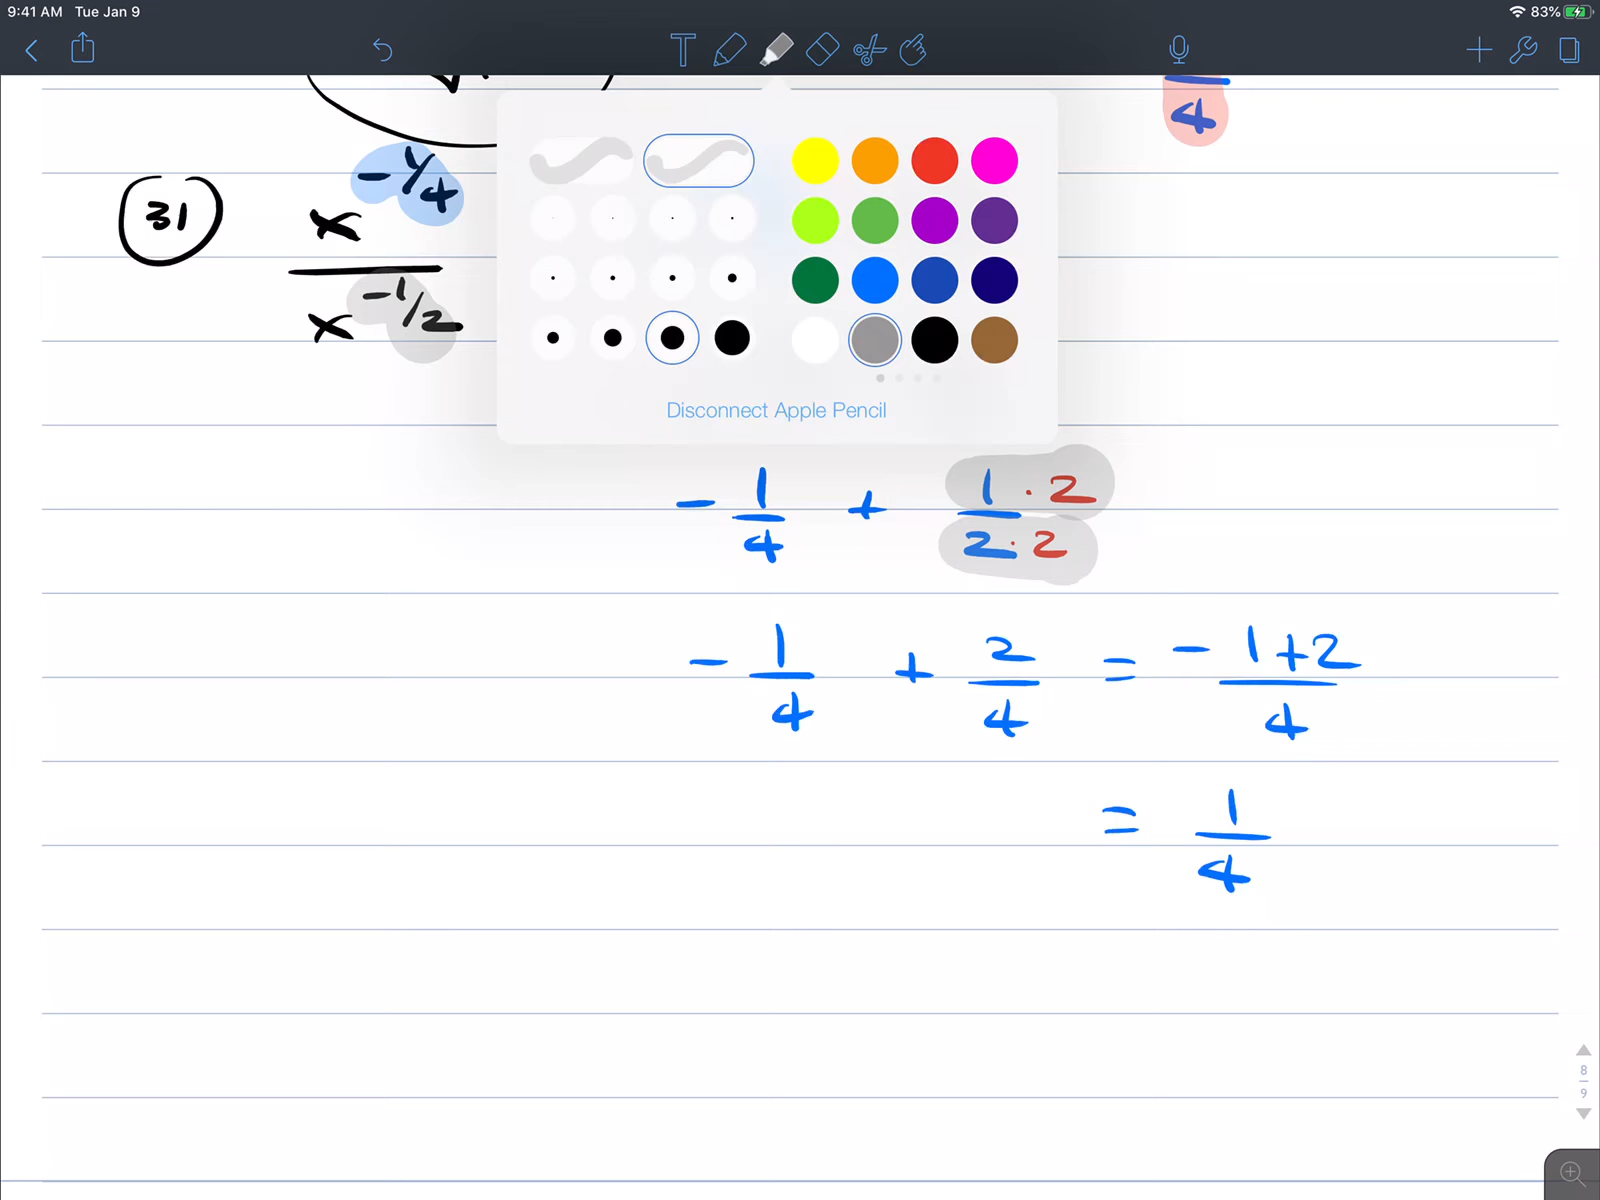 9:41 AM Tue Jan 9
83%
T
4
31
x^-1/4
x^-1/2
Disconnect Apple Pencil
- 1/4 + 1·2/2·2
- 1/4 + 2/4 = -1+2/4
= 1/4
8
9